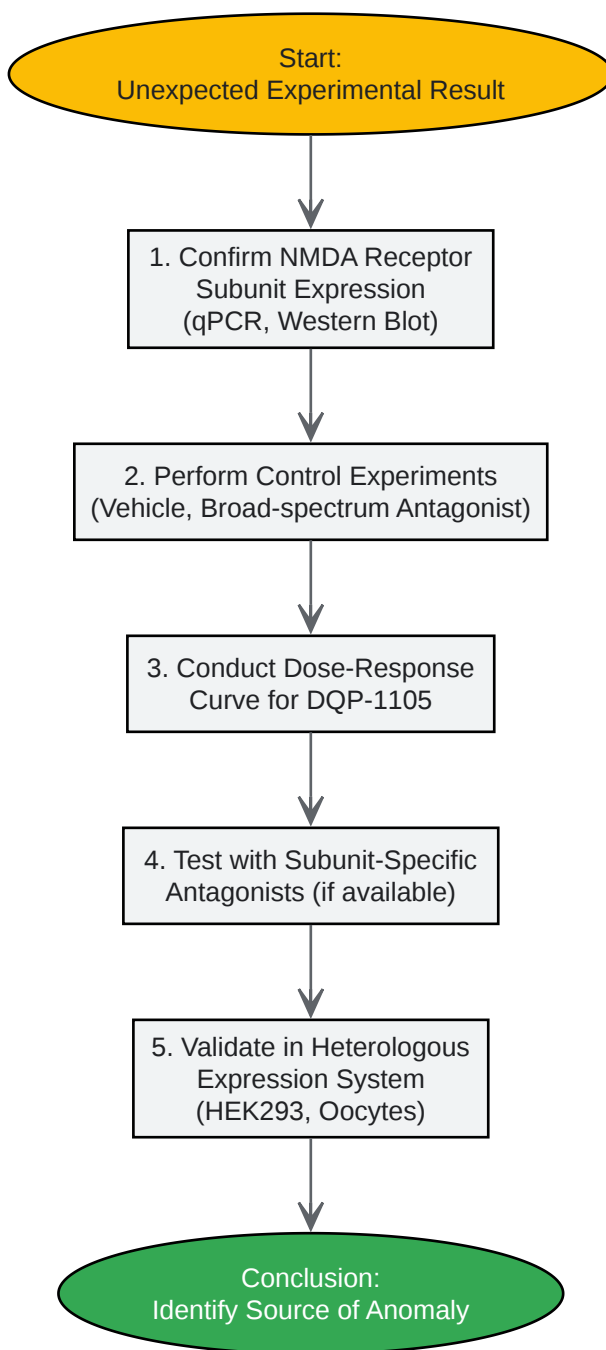 Start:
Unexpected Experimental Result
1. Confirm NMDA Receptor
Subunit Expression
(qPCR, Western Blot)
2. Perform Control Experiments
(Vehicle, Broad-spectrum Antagonist)
3. Conduct Dose-Response
Curve for DQP-1105
4. Test with Subunit-Specific
Antagonists (if available)
5. Validate in Heterologous
Expression System
(HEK293, Oocytes)
Conclusion:
Identify Source of Anomaly